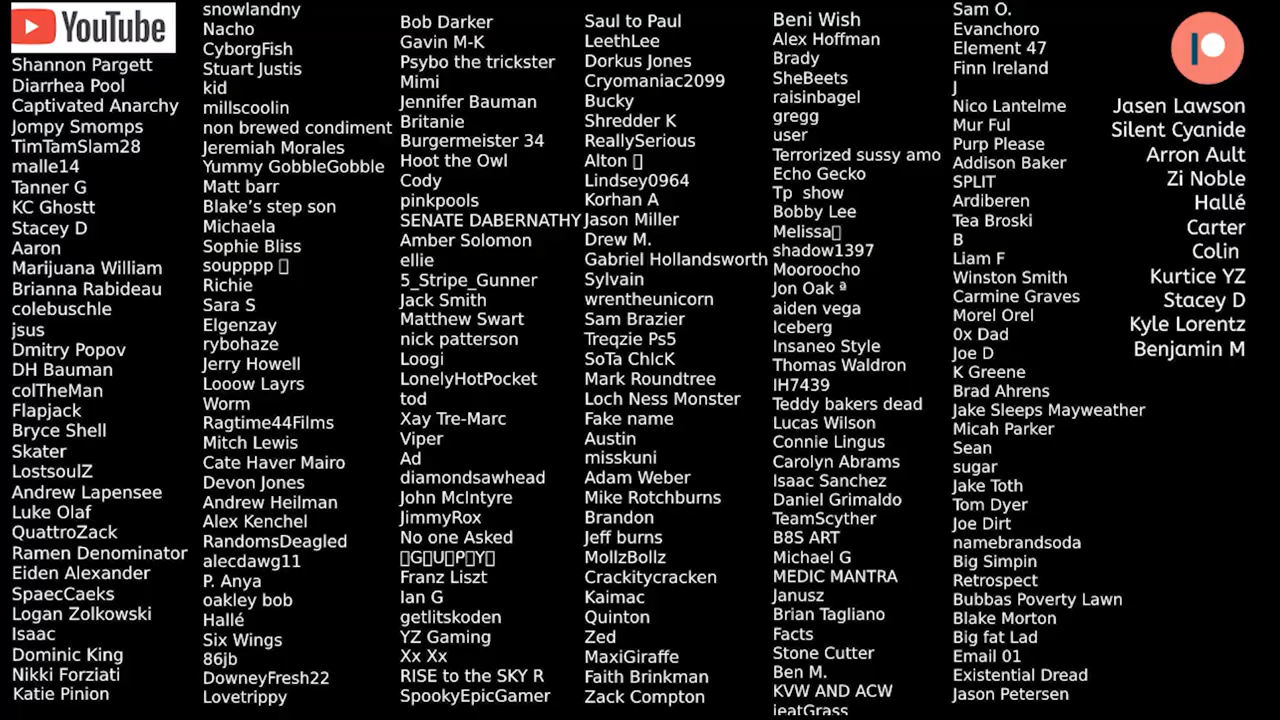 YouTube
Shannon Pargett
Diarrhea Pool
Captivated Anarchy
Jompy Smomps
TimTamSlam28
malle14
Tanner G
KC Ghostt
Stacey D
Aaron
Marijuana William
Brianna Rabideau
colebuschle
jsus
Dmitry Popov
DH Bauman
colTheMan
Flapjack
Bryce Shell
Skater
LostsoulZ
Andrew Lapensee
Luke Olaf
QuattroZack
Ramen Denominator
Eiden Alexander
SpaecCaeks
Logan Zolkowski
Isaac
Dominic King
Nikki Forziati
Katie Pinion
snowlandny
Nacho
CyborgFish
Stuart Justis
kid
millscoolin
non brewed condiment
Jeremiah Morales
Yummy GobbleGobble
Matt barr
Blake’s step son
Michaela
Sophie Bliss
soupppp
Richie
Sara S
Elgenzay
rybohaze
Jerry Howell
Looow Layrs
Worm
Ragtime44Films
Mitch Lewis
Cate Haver Mairo
Devon Jones
Andrew Heilman
Alex Kenchel
RandomsDeagled
alecdawg11
P. Anya
oakley bob
Hallé
Six Wings
86jb
DowneyFresh22
Lovetrippy
Bob Darker
Gavin M-K
Psybo the trickster
Mimi
Jennifer Bauman
Britanie
Burgermeister 34
Hoot the Owl
Cody
pinkpools
SENATE DABERNATHY
Amber Solomon
ellie
5_Stripe_Gunner
Jack Smith
Matthew Swart
nick patterson
Loogi
LonelyHotPocket
tod
Xay Tre-Marc
Viper
Ad
diamondsawhead
John McIntyre
JimmyRox
No one Asked
G U P Y
Franz Liszt
Ian G
getlitskoden
YZ Gaming
Xx Xx
RISE to the SKY R
SpookyEpicGamer
Saul to Paul
LeethLee
Dorkus Jones
Cryomaniac2099
Bucky
Shredder K
ReallySerious
Alton
Lindsey0964
Korhan A
Jason Miller
Drew M.
Gabriel Hollandsworth
Sylvain
wrentheunicorn
Sam Brazier
Treqzie Ps5
SoTa ChIcK
Mark Roundtree
Loch Ness Monster
Fake name
Austin
misskuni
Adam Weber
Mike Rotchburns
Brandon
Jeff burns
MollzBollz
Crackitycracken
Kaimac
Quinton
Zed
MaxiGiraffe
Faith Brinkman
Zack Compton
Beni Wish
Alex Hoffman
Brady
SheBeets
raisinbagel
gregg
user
Terrorized sussy amo
Echo Gecko
Tp  show
Bobby Lee
Melissa
shadow1397
Mooroocho
Jon Oak ª
aiden vega
Iceberg
Insaneo Style
Thomas Waldron
IH7439
Teddy bakers dead
Lucas Wilson
Connie Lingus
Carolyn Abrams
Isaac Sanchez
Daniel Grimaldo
TeamScyther
B8S ART
Michael G
MEDIC MANTRA
Janusz
Brian Tagliano
Facts
Stone Cutter
Ben M.
KVW AND ACW
ieatGrass
Sam O.
Evanchoro
Element 47
Finn Ireland
J
Nico Lantelme
Mur Ful
Purp Please
Addison Baker
SPLIT
Ardiberen
Tea Broski
B
Liam F
Winston Smith
Carmine Graves
Morel Orel
0x Dad
Joe D
K Greene
Brad Ahrens
Jake Sleeps Mayweather
Micah Parker
Sean
sugar
Jake Toth
Tom Dyer
Joe Dirt
namebrandsoda
Big Simpin
Retrospect
Bubbas Poverty Lawn
Blake Morton
Big fat Lad
Email 01
Existential Dread
Jason Petersen
Jasen Lawson
Silent Cyanide
Arron Ault
Zi Noble
Hallé
Carter
Colin
Kurtice YZ
Stacey D
Kyle Lorentz
Benjamin M